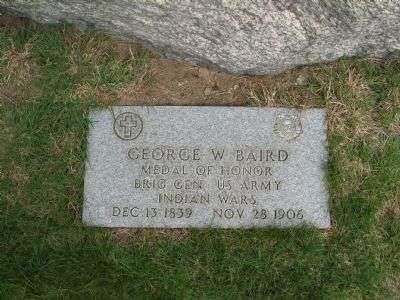 GEORGE W BAIRD
MEDAL OF HONOR
BRIG GEN US ARMY
INDIAN WARS
DEC 13 1839 NOV 28 1906